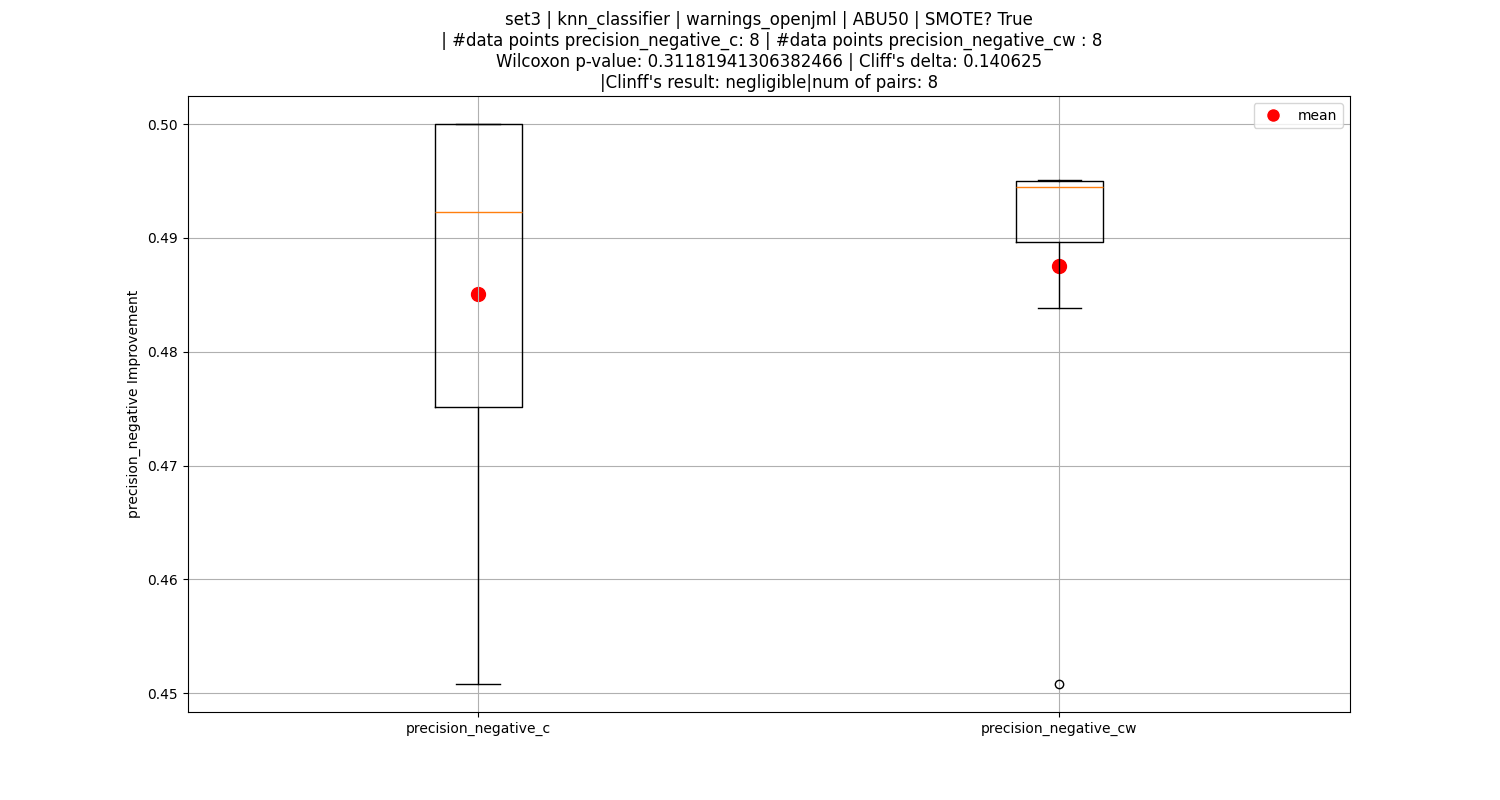 set3 | knn_classifier | warnings_openjml | ABU50 | SMOTE? True
| #data points precision_negative_c: 8 | #data points precision_negative_cw : 8
Wilcoxon p-value: 0.31181941306382466 | Cliff's delta: 0.140625
|Clinff's result: negligible|num of pairs: 8
mean
0.50
0.49
0.48
0.47
0.46
0.45
precision_negative Improvement
precision_negative_c
precision_negative_cw